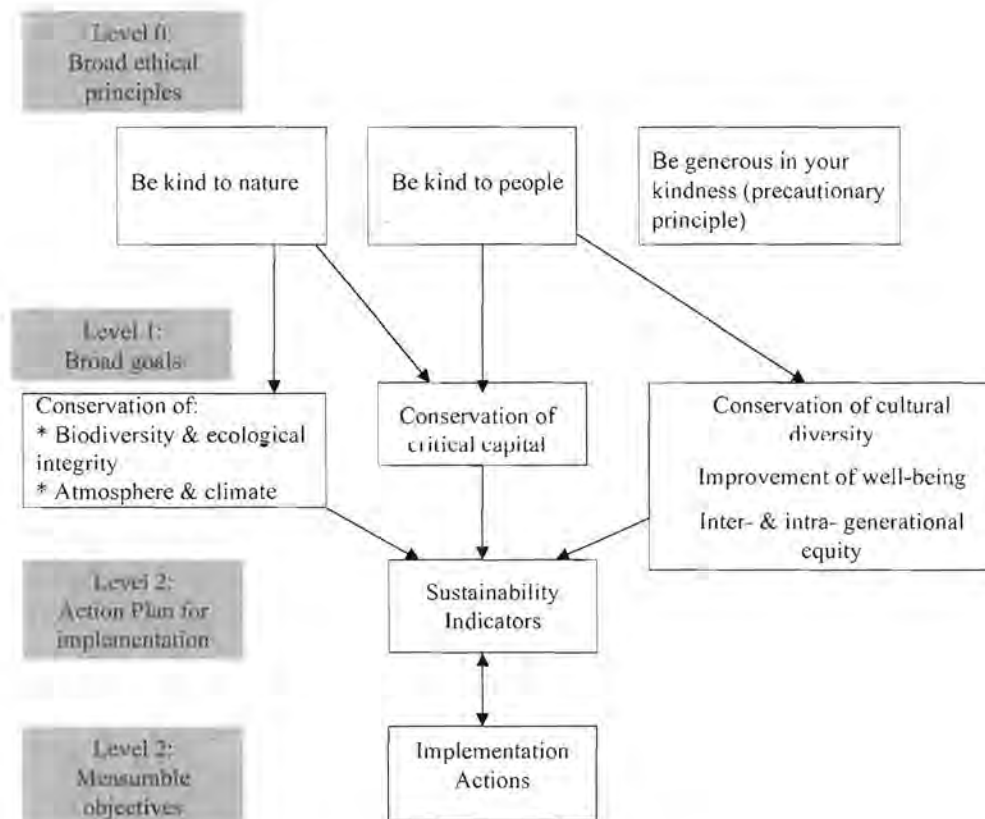 Level 0:
Broad ethical
principles
Be kind to nature
Be kind to people
Be generous in your
kindness (precautionary
principle)
Level 1:
Broad goals
Conservation of:
* Biodiversity & ecological
integrity
* Atmosphere & climate
Conservation of
critical capital
Conservation of cultural
diversity
Improvement of well-being
Inter- & intra- generational
equity
Level 2:
Action Plan for
implementation
Sustainability
Indicators
Level 2:
Measurable
objectives
Implementation
Actions